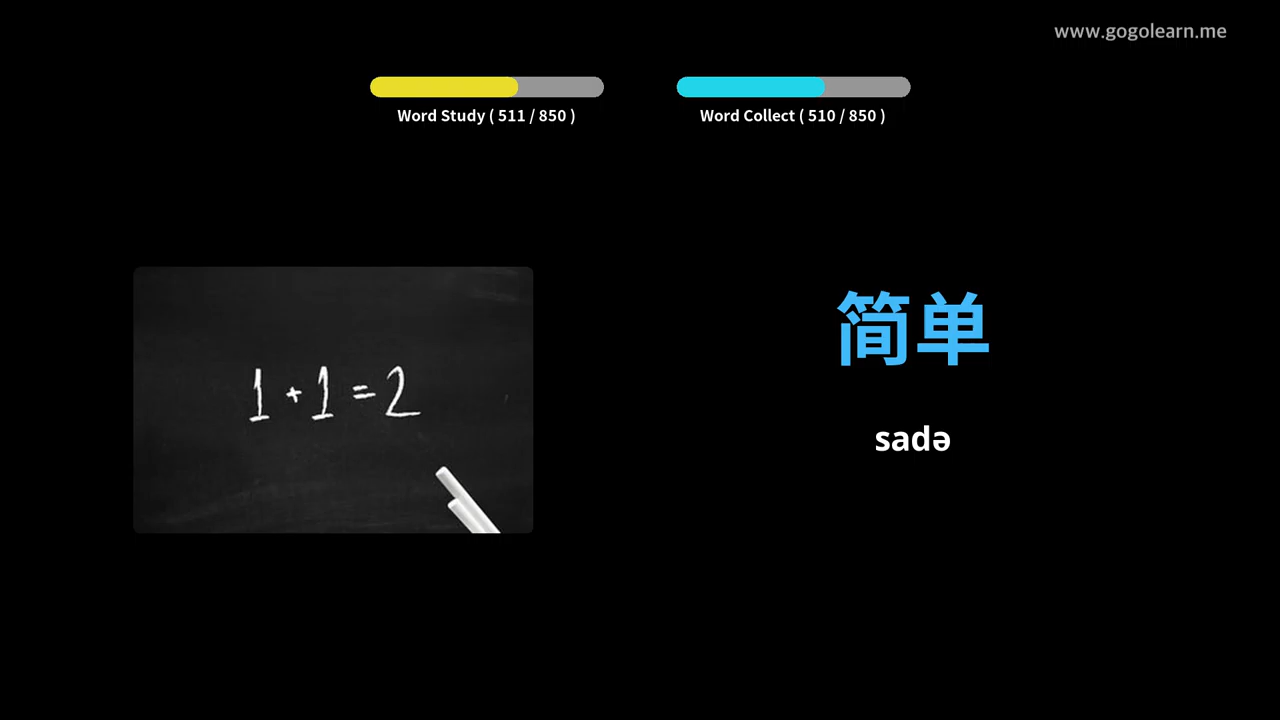 www.gogolearn.me
Word Study ( 511 / 850 )
Word Collect ( 510 / 850 )
1 + 1 = 2
简单
sadə